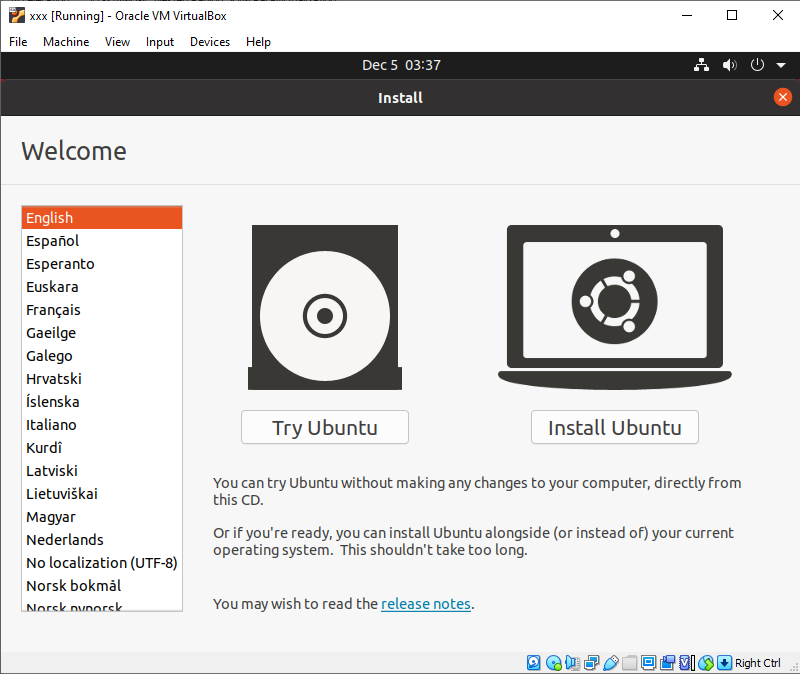 xxx [Running] - Oracle VM VirtualBox
File Machine View Input Devices Help
Dec 5 03:37
Install
Welcome
English
Español
Esperanto
Euskara
Français
Gaeilge
Galego
Hrvatski
Íslenska
Italiano
Kurdî
Latviski
Lietuviškai
Magyar
Nederlands
No localization (UTF-8)
Norsk bokmål
Norsk nynorsk
Try Ubuntu
Install Ubuntu
You can try Ubuntu without making any changes to your computer, directly from
this CD.
Or if you're ready, you can install Ubuntu alongside (or instead of) your current
operating system. This shouldn't take too long.
You may wish to read the release notes.
Right Ctrl